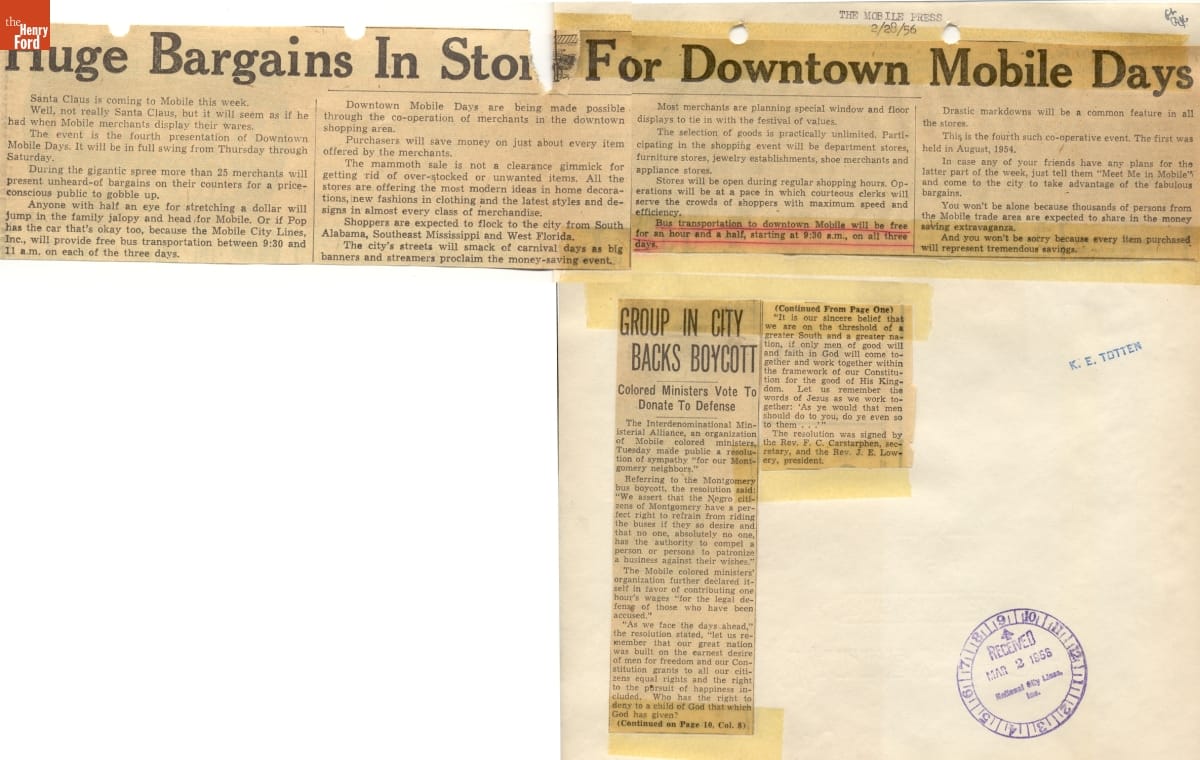 the
Henry
Ford
THE MOBILE PRESS
2/28/56
Huge Bargains In Store For Downtown Mobile Days
Santa Claus is coming to Mobile this week.
Well, not really Santa Claus, but it will seem as if he
had when Mobile merchants display their wares.
The event is the fourth presentation of Downtown
Mobile Days. It will be in full swing from Thursday through
Saturday.
During the gigantic spree more than 25 merchants will
present unheard-of bargains on their counters for a price-
conscious public to gobble up.
Anyone with half an eye for stretching a dollar will
jump in the family jalopy and head for Mobile. Or if Pop
has the car that's okay too, because the Mobile City Lines,
Inc., will provide free bus transportation between 9:30 and
11 a.m. on each of the three days.
Downtown Mobile Days are being made possible
through the co-operation of merchants in the downtown
shopping area.
Purchasers will save money on just about every item
offered by the merchants.
The mammoth sale is not a clearance gimmick for
getting rid of over-stocked or unwanted items. All the
stores are offering the most modern ideas in home decora-
tions, new fashions in clothing and the latest styles and de-
signs in almost every class of merchandise.
Shoppers are expected to flock to the city from South
Alabama, Southeast Mississippi and West Florida.
The city's streets will smack of carnival days as big
banners and streamers proclaim the money-saving event.
Most merchants are planning special window and floor
displays to tie in with the festival of values.
The selection of goods is practically unlimited. Parti-
cipating in the shopping event will be department stores,
furniture stores, jewelry establishments, shoe merchants and
appliance stores.
Stores will be open during regular shopping hours. Op-
erations will be at a pace in which courteous clerks will
serve the crowds of shoppers with maximum speed and
efficiency.
Bus transportation to downtown Mobile will be free
for an hour and a half, starting at 9:30 a.m., on all three
days.
Drastic markdowns will be a common feature in all
the stores.
This is the fourth such co-operative event. The first was
held in August, 1954.
In case any of your friends have any plans for the
latter part of the week, just tell them "Meet Me in Mobile"
and come to the city to take advantage of the fabulous
bargains.
You won't be alone because thousands of persons from
the Mobile trade area are expected to share in the money
saving extravaganza.
And you won't be sorry because every item purchased
will represent tremendous savings.
GROUP IN CITY
BACKS BOYCOTT
Colored Ministers Vote To
Donate To Defense
The Interdenominational Min-
isterial Alliance, an organization
of Mobile colored ministers,
Tuesday made public a resolu-
tion of sympathy "for our Mont-
gomery neighbors."
Referring to the Montgomery
bus boycott, the resolution said:
"We assert that the Negro citi-
zens of Montgomery have a per-
fect right to refrain from riding
the buses if they so desire and
that no one, absolutely no one,
has the authority to compel a
person or persons to patronize
a business against their wishes."
The Mobile colored ministers'
organization further declared it-
self in favor of contributing one
hour's wages "for the legal de-
fense of those who have been
accused."
"As we face the days ahead,"
the resolution stated, "let us re-
member that our great nation
was built on the earnest desire
of men for freedom and our Con-
stitution grants to all our citi-
zens equal rights and the right
to the pursuit of happiness in-
cluded. Who has the right to
deny to a child of God that which
God has given?
(Continued on Page 10, Col. 8)
(Continued From Page One)
"It is our sincere belief that
we are on the threshold of a
greater South and a greater na-
tion, if only men of good will
and faith in God will come to-
gether and work together within
the framework of our Constitu-
tion for the good of His King-
dom. Let us remember the
words of Jesus as we work to-
gether: 'As ye would that men
should do to you, do ye even so
to them . . .'"
The resolution was signed by
the Rev. F. C. Carstarphen, sec-
retary, and the Rev. J. E. Low-
ery, president.
K. E. TOTTEN
RECEIVED
MAR 2 1956
National City Lines,
Inc.